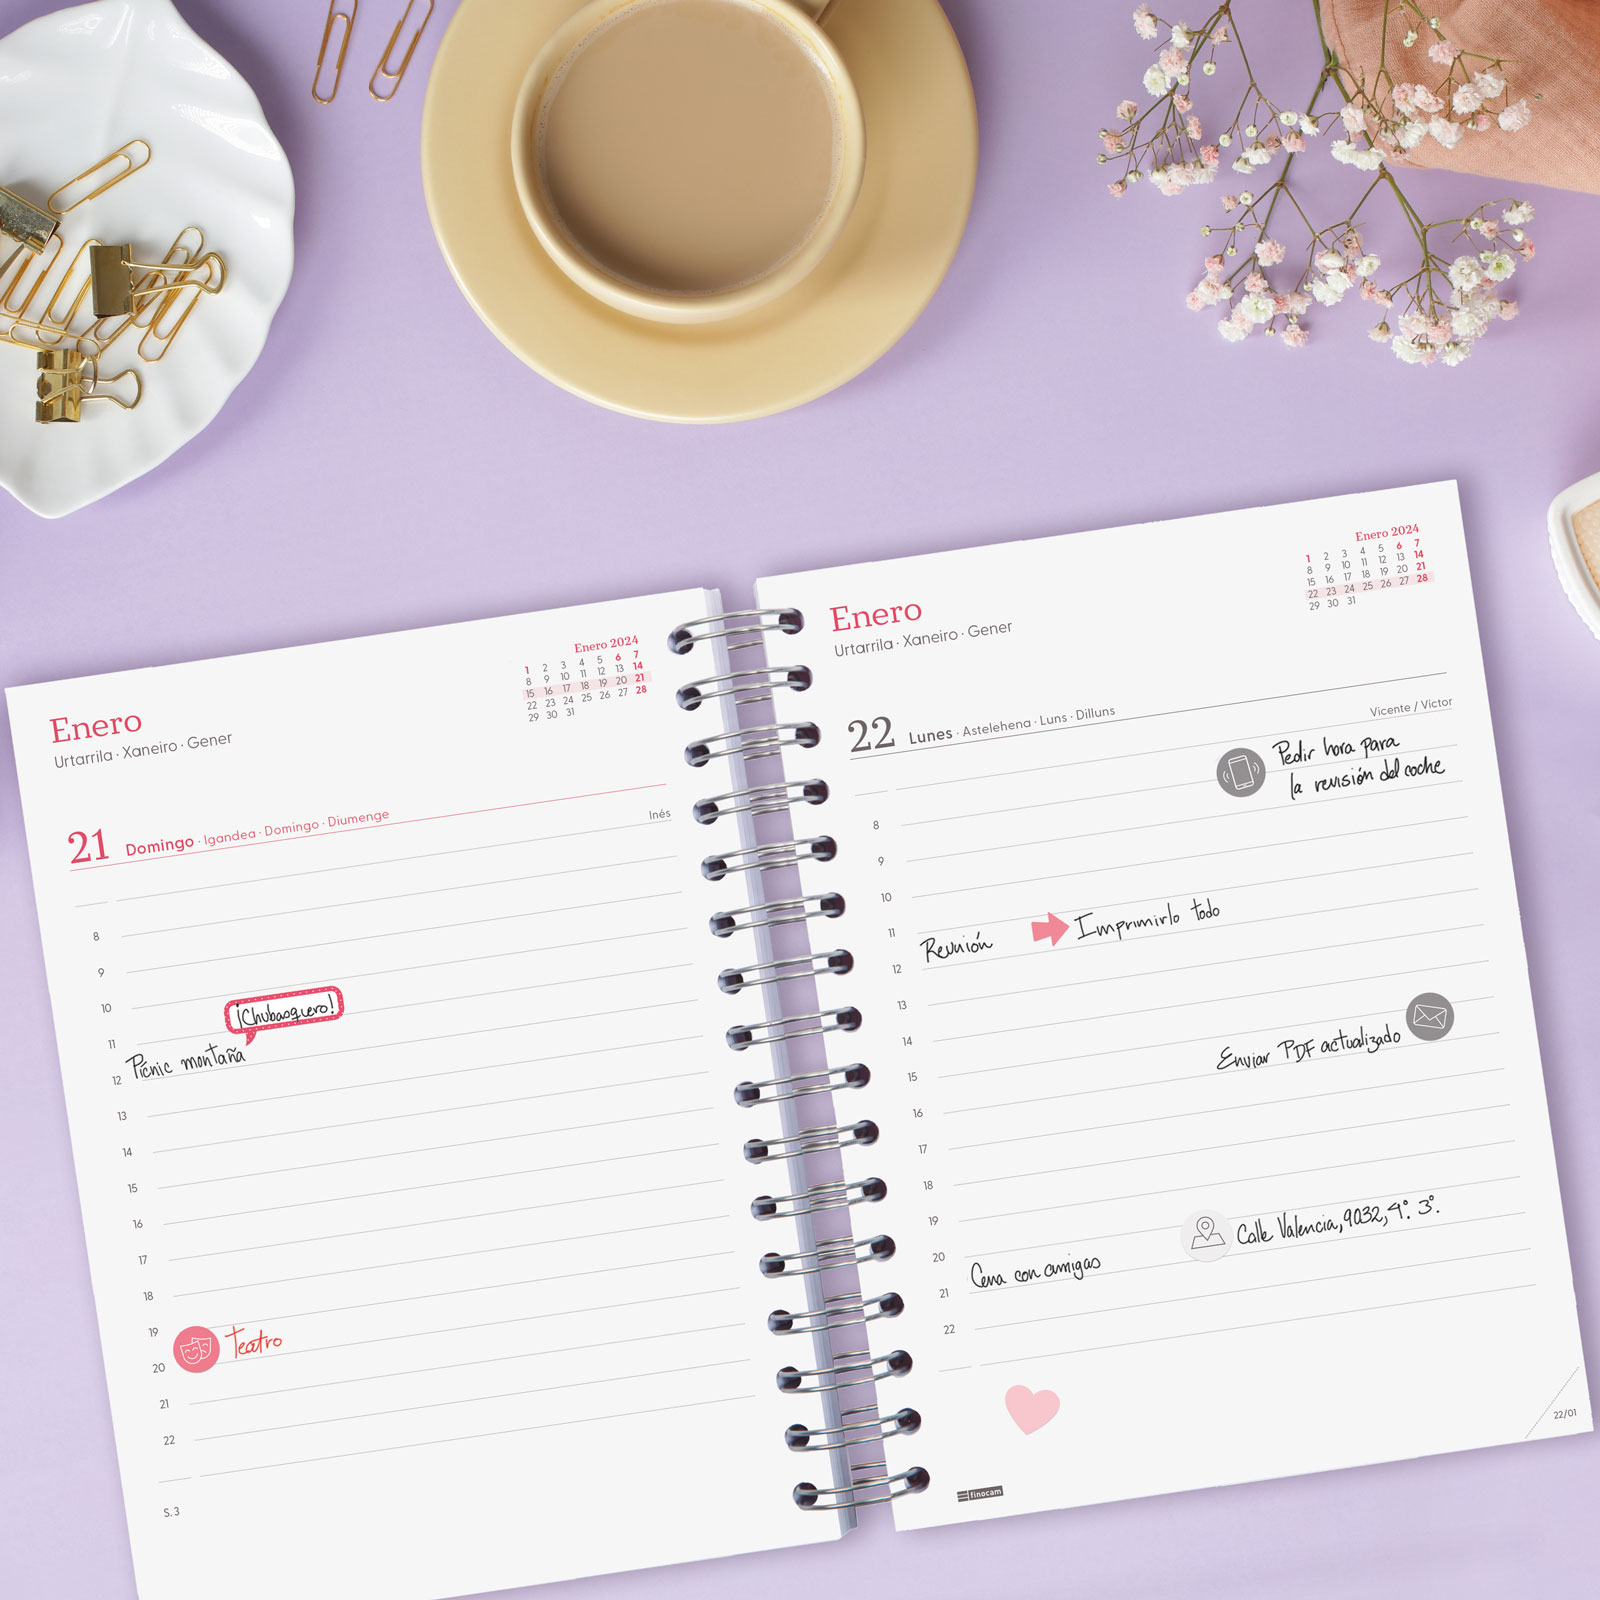 Enero
Urtarrila · Xaneiro · Gener
Enero 2024
1 2 3 4 5 6 7
8 9 10 11 12 13 14
15 16 17 18 19 20 21
22 23 24 25 26 27 28
29 30 31
21 Domingo · Igandea · Domingo · Diumenge
Inés
8
9
10
¡Chubasquero!
11
Pícnic montaña
12
13
14
15
16
17
18
19
Teatro
20
21
22
S. 3
Enero
Urtarrila · Xaneiro · Gener
Enero 2024
1 2 3 4 5 6 7
8 9 10 11 12 13 14
15 16 17 18 19 20 21
22 23 24 25 26 27 28
29 30 31
22 Lunes · Astelehena · Luns · Dilluns
Vicente / Víctor
Pedir hora para
la revisión del coche
8
9
10
11
Reunión Imprimirlo todo
12
13
14
Enviar PDF actualizado
15
16
17
18
19
Calle Valencia, 9032, 4º. 3º.
20
Cena con amigas
21
22
22/01
finocam